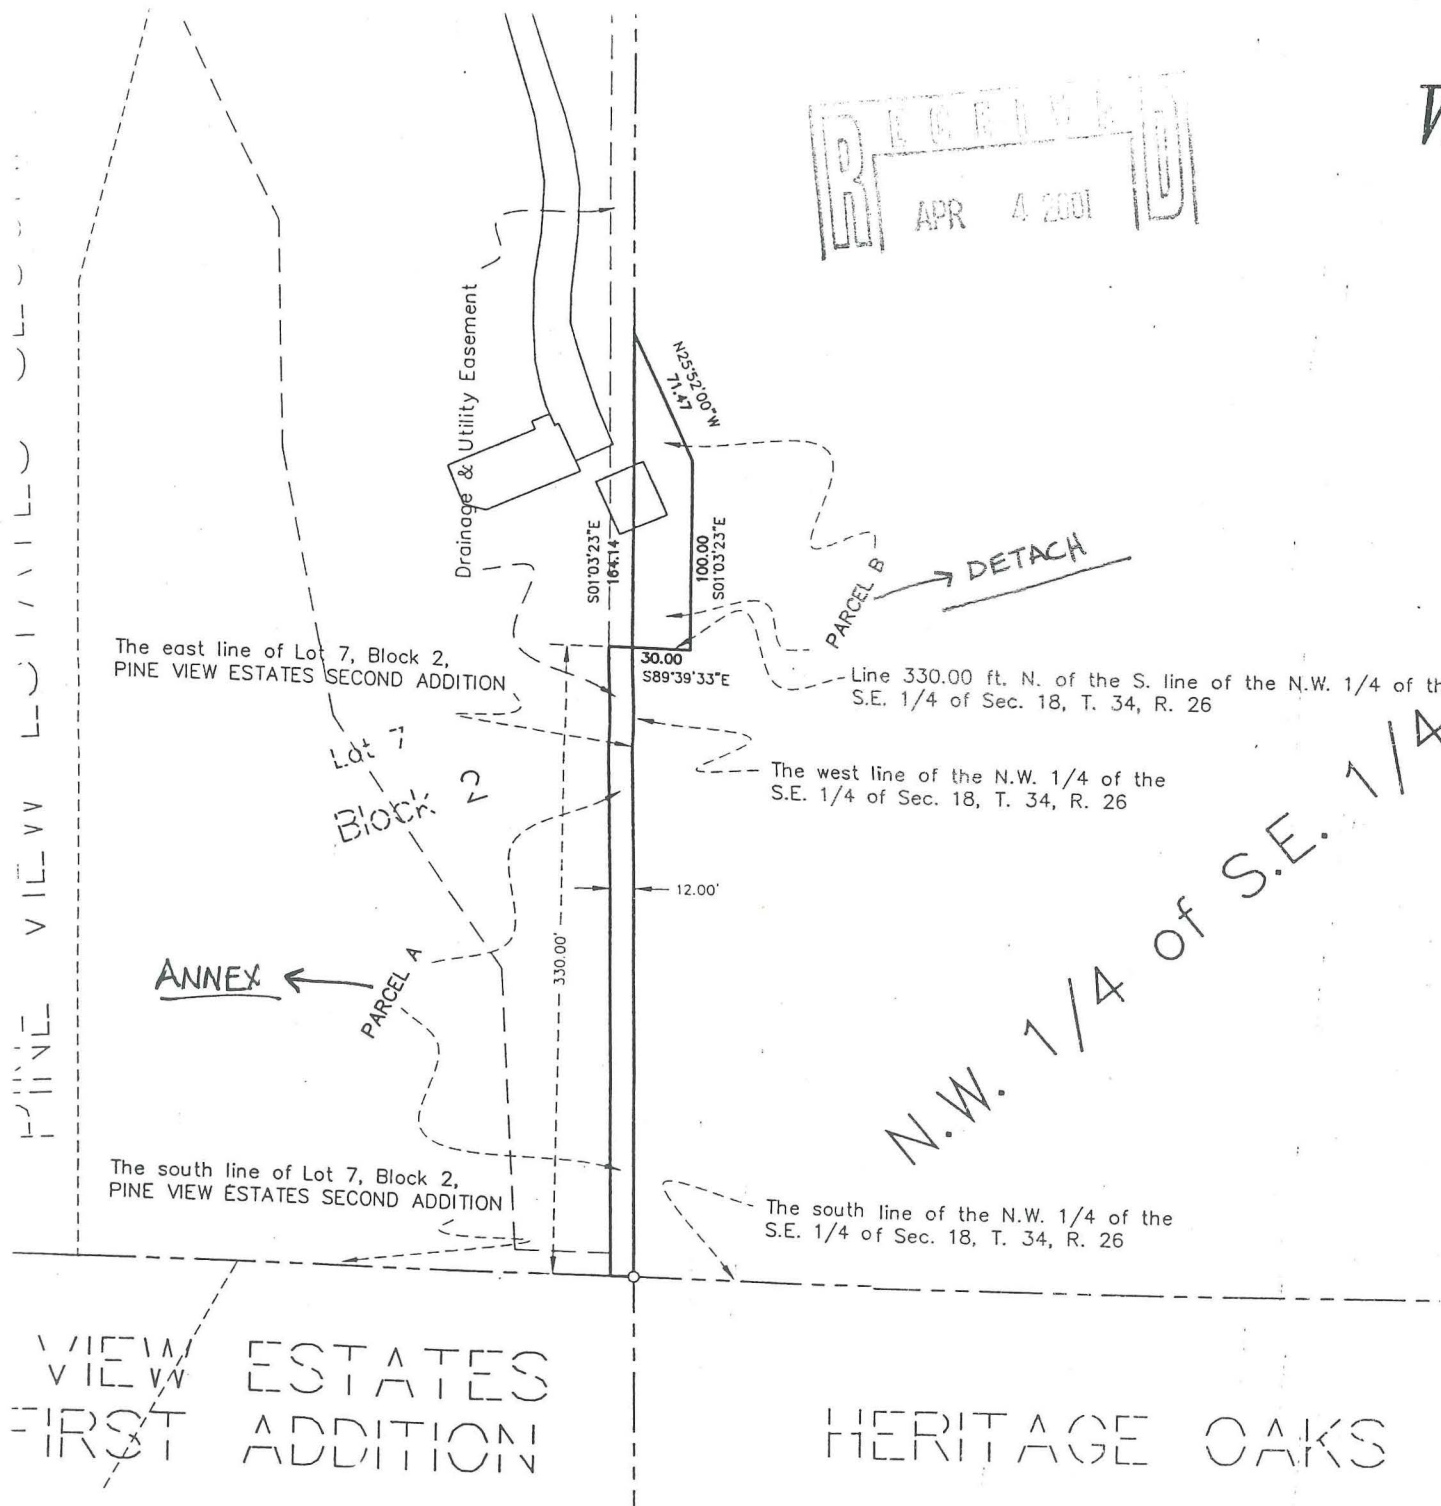 RECEIVED
APR 4 2001
Drainage & Utility Easement
N25°52'00"W
71.47
S01°03'23"E
164.14
100.00
S01°03'23"E
PARCEL B
DETACH
30.00
S89°39'33"E
The east line of Lot 7, Block 2,
PINE VIEW ESTATES SECOND ADDITION
Line 330.00 ft. N. of the S. line of the N.W. 1/4 of th
S.E. 1/4 of Sec. 18, T. 34, R. 26
Lot 7
Block 2
The west line of the N.W. 1/4 of the
S.E. 1/4 of Sec. 18, T. 34, R. 26
12.00'
330.00'
N.W. 1/4 of S.E. 1/4
ANNEX
PARCEL A
PINE VIEW ESTATES
The south line of Lot 7, Block 2,
PINE VIEW ESTATES SECOND ADDITION
The south line of the N.W. 1/4 of the
S.E. 1/4 of Sec. 18, T. 34, R. 26
VIEW ESTATES
FIRST ADDITION
HERITAGE OAKS